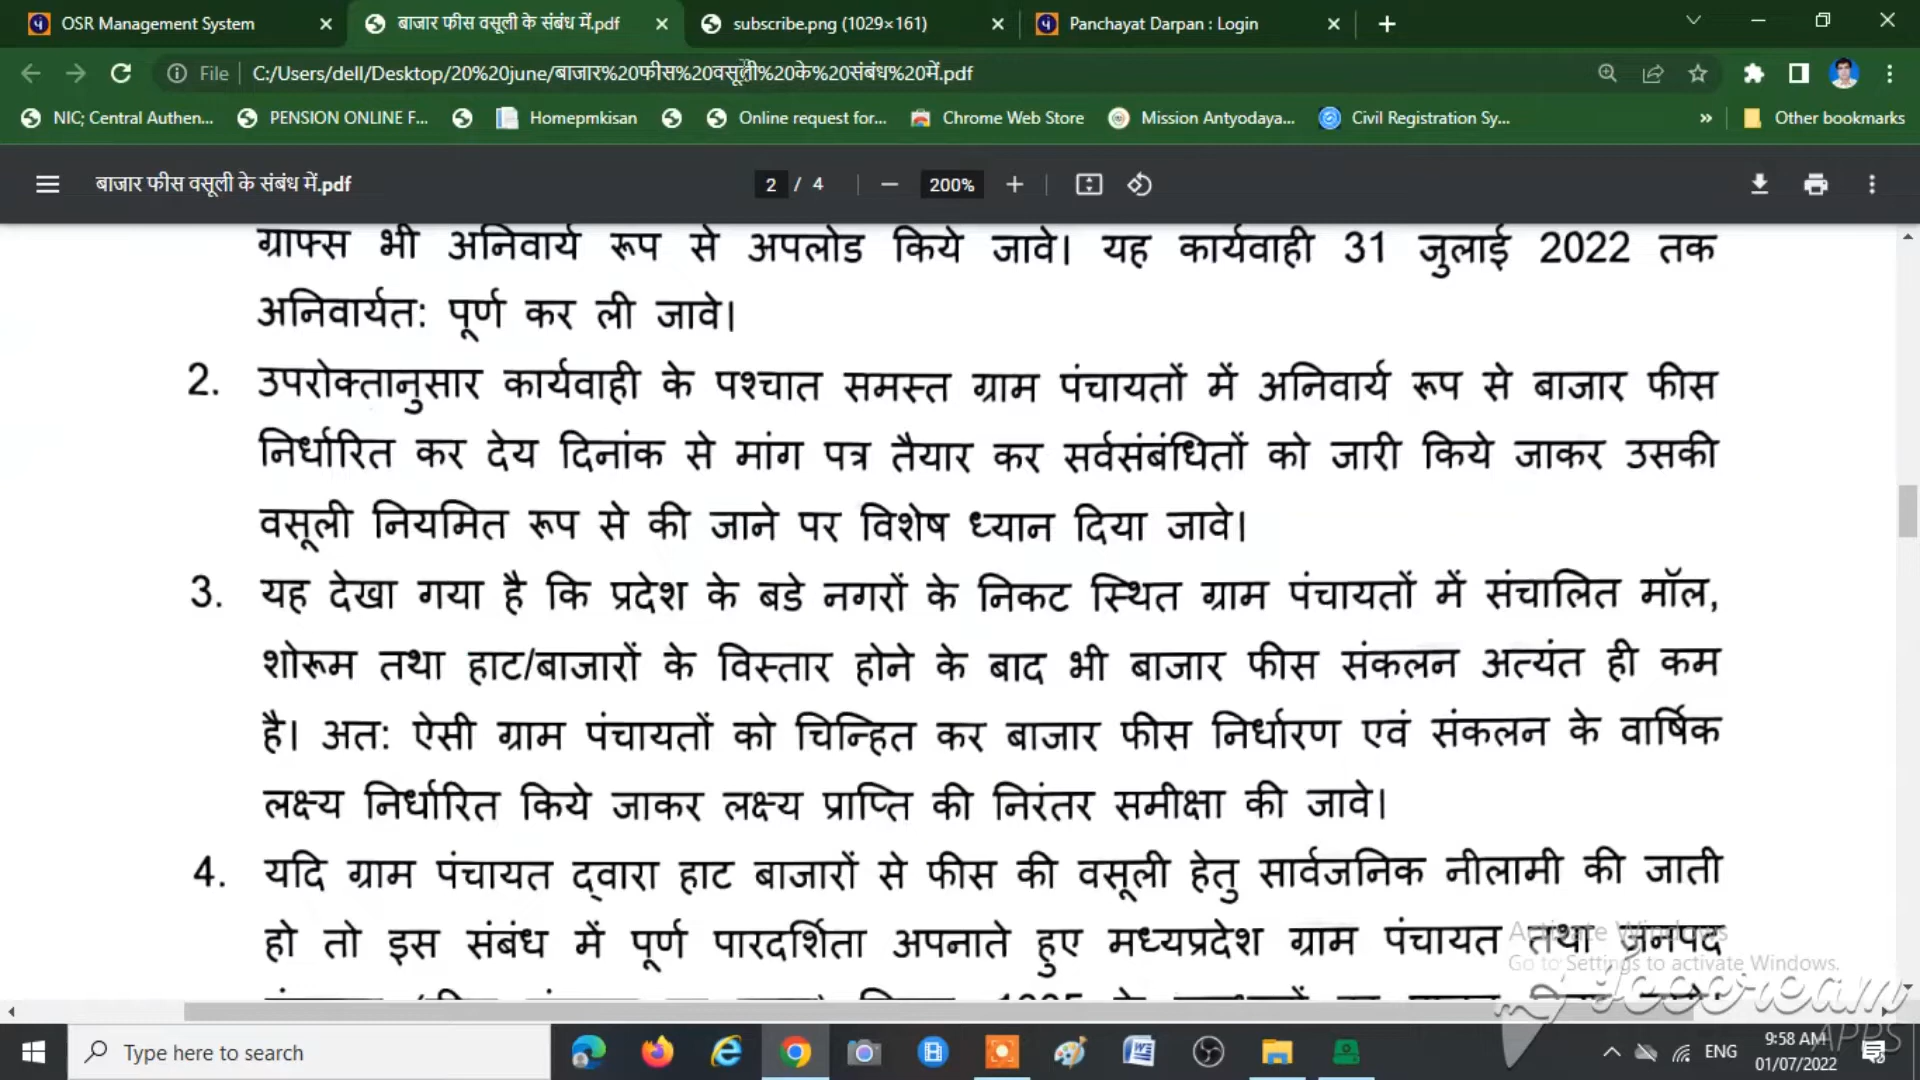 OSR Management System
बाजार फीस वसूली के संबंध में.pdf
subscribe.png (1029×161)
Panchayat Darpan : Login
File
C:/Users/dell/Desktop/20%20june/बाजार%20फीस%20वसूली%20के%20संबंध%20में.pdf
NIC; Central Authen...
PENSION ONLINE F...
Homepmkisan
Online request for...
Chrome Web Store
Mission Antyodaya...
Civil Registration Sy...
»
Other bookmarks
बाजार फीस वसूली के संबंध में.pdf
2 / 4
200%
ग्राफ्स भी अनिवार्य रूप से अपलोड किये जावे। यह कार्यवाही 31 जुलाई 2022 तक
अनिवार्यत: पूर्ण कर ली जावे।
2. उपरोक्तानुसार कार्यवाही के पश्चात समस्त ग्राम पंचायतों में अनिवार्य रूप से बाजार फीस
निर्धारित कर देय दिनांक से मांग पत्र तैयार कर सर्वसंबंधितों को जारी किये जाकर उसकी
वसूली नियमित रूप से की जाने पर विशेष ध्यान दिया जावे।
3. यह देखा गया है कि प्रदेश के बडे नगरों के निकट स्थित ग्राम पंचायतों में संचालित मॉल,
शोरूम तथा हाट/बाजारों के विस्तार होने के बाद भी बाजार फीस संकलन अत्यंत ही कम
है। अत: ऐसी ग्राम पंचायतों को चिन्हित कर बाजार फीस निर्धारण एवं संकलन के वार्षिक
लक्ष्य निर्धारित किये जाकर लक्ष्य प्राप्ति की निरंतर समीक्षा की जावे।
4. यदि ग्राम पंचायत द्वारा हाट बाजारों से फीस की वसूली हेतु सार्वजनिक नीलामी की जाती
हो तो इस संबंध में पूर्ण पारदर्शिता अपनाते हुए मध्यप्रदेश ग्राम पंचायत तथा जनपद
Activate Windows
Go to Settings to activate Windows.
APPS
Type here to search
ENG
9:58 AM
01/07/2022